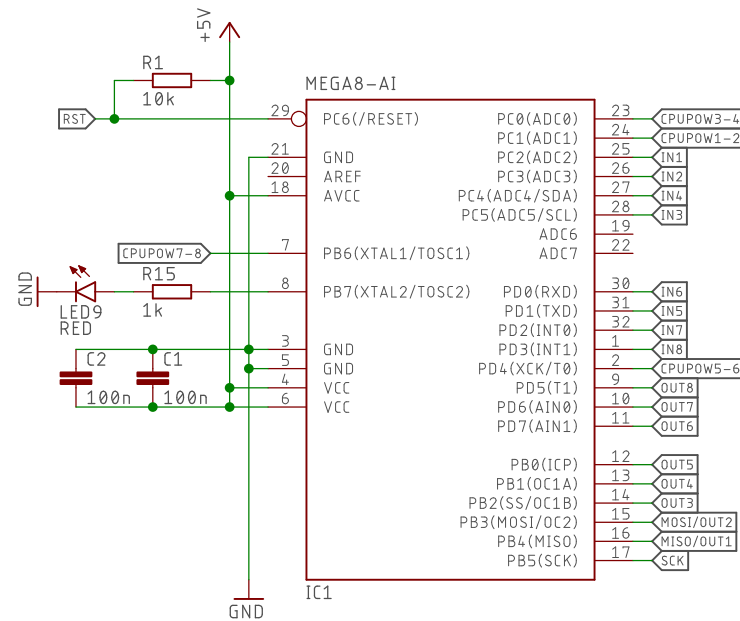 +5V
R1
10k
RST
MEGA8-AI
29 PC6(/RESET) PC0(ADC0) 23 CPUPOW3-4
PC1(ADC1) 24 CPUPOW1-2
21 GND PC2(ADC2) 25 IN1
20 AREF PC3(ADC3) 26 IN2
18 AVCC PC4(ADC4/SDA) 27 IN4
PC5(ADC5/SCL) 28 IN3
ADC6 19
CPUPOW7-8 7 PB6(XTAL1/TOSC1) ADC7 22
GND
LED9
RED
R15
1k
8 PB7(XTAL2/TOSC2) PD0(RXD) 30 IN6
PD1(TXD) 31 IN5
PD2(INT0) 32 IN7
3 GND PD3(INT1) 1 IN8
5 GND PD4(XCK/T0) 2 CPUPOW5-6
4 VCC PD5(T1) 9 OUT8
6 VCC PD6(AIN0) 10 OUT7
PD7(AIN1) 11 OUT6
C2
100n
C1
100n
PB0(ICP) 12 OUT5
PB1(OC1A) 13 OUT4
PB2(SS/OC1B) 14 OUT3
PB3(MOSI/OC2) 15 MOSI/OUT2
PB4(MISO) 16 MISO/OUT1
PB5(SCK) 17 SCK
IC1
GND